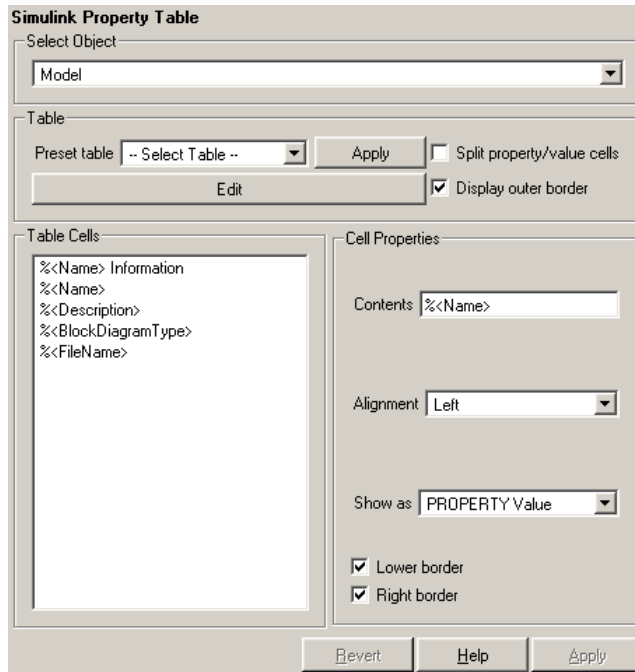 Simulink Property Table
Select Object
Model
Table
Preset table -- Select Table -- Apply Split property/value cells
Edit Display outer border
Table Cells
%<Name> Information
%<Name>
%<Description>
%<BlockDiagramType>
%<FileName>
Cell Properties
Contents %<Name>
Alignment Left
Show as PROPERTY Value
Lower border
Right border
Revert Help Apply